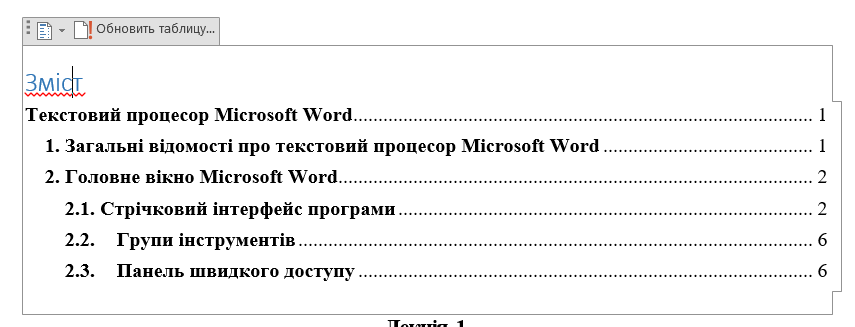 Обновить таблицу...
Зміст
Текстовий процесор Microsoft Word 1
1. Загальні відомості про текстовий процесор Microsoft Word 1
2. Головне вікно Microsoft Word 2
2.1. Стрічковий інтерфейс програми 2
2.2. Групи інструментів 6
2.3. Панель швидкого доступу 6